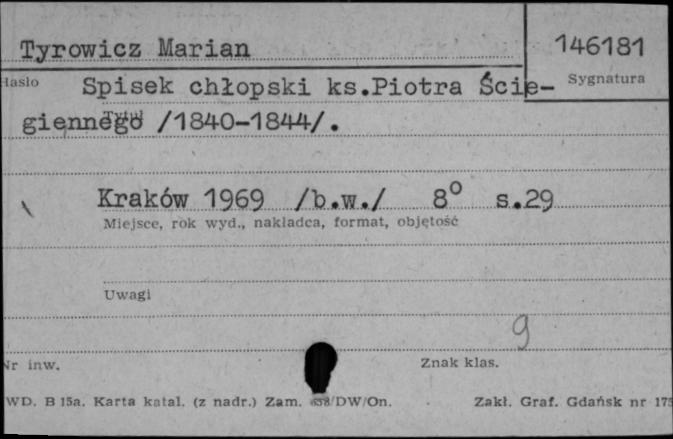 Tyrowicz Marian
146181
Hasło
Sygnatura
Spisek chłopski ks.Piotra Ście-
giennego /1840-1844/.
Tytuł
Kraków 1969 /b.w./ 8° s.29
Miejsce, rok wyd., nakładca, format, objętość
Uwagi
9
Nr inw.
Znak klas.
WD. B 15a. Karta katal. (z nadr.) Zam. /DW/On.
Zakł. Graf. Gdańsk nr